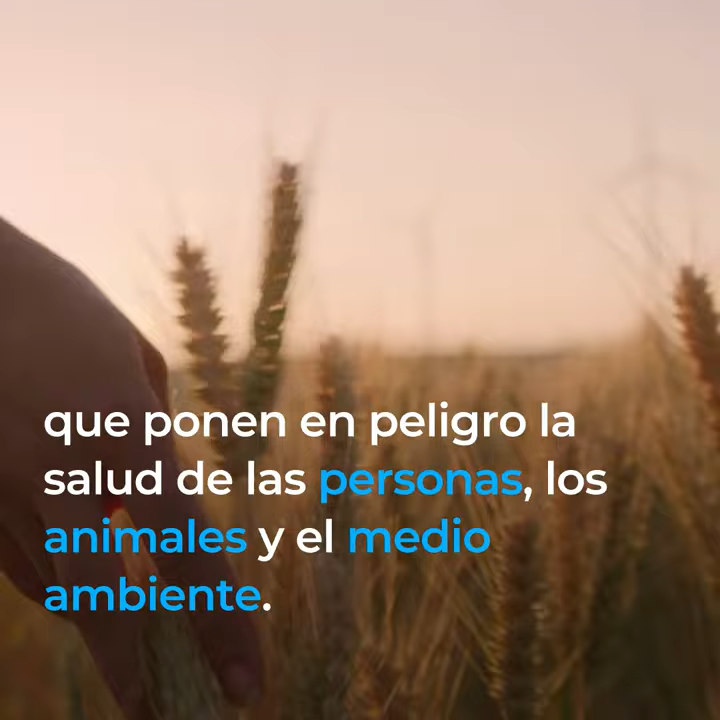 que ponen en peligro la
salud de las personas, los
animales y el medio
ambiente.